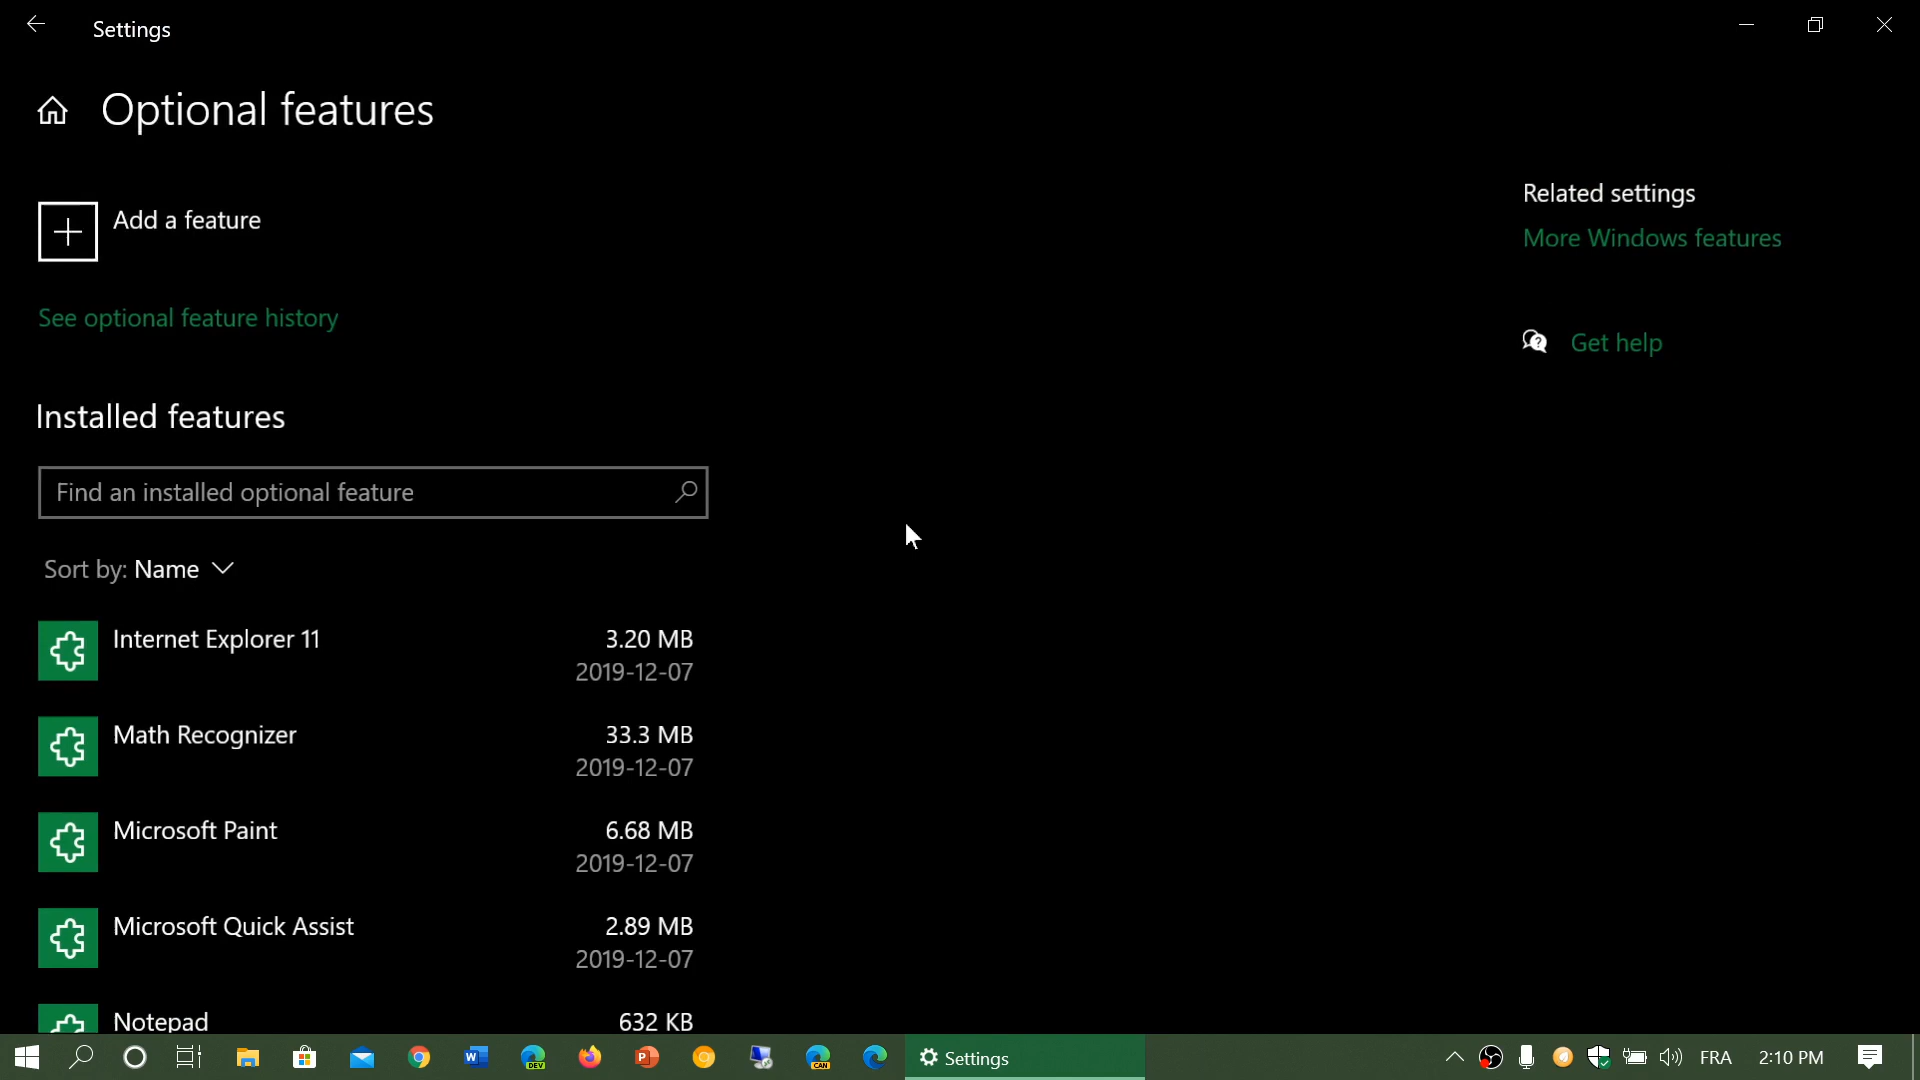 Settings
Optional features
Add a feature
See optional feature history
Installed features
Find an installed optional feature
Sort by: Name
Internet Explorer 11
3.20 MB
2019-12-07
Math Recognizer
33.3 MB
2019-12-07
Microsoft Paint
6.68 MB
2019-12-07
Microsoft Quick Assist
2.89 MB
2019-12-07
Notepad
632 KB
Related settings
More Windows features
Get help
W
DEV
P
CAN
Settings
FRA
2:10 PM